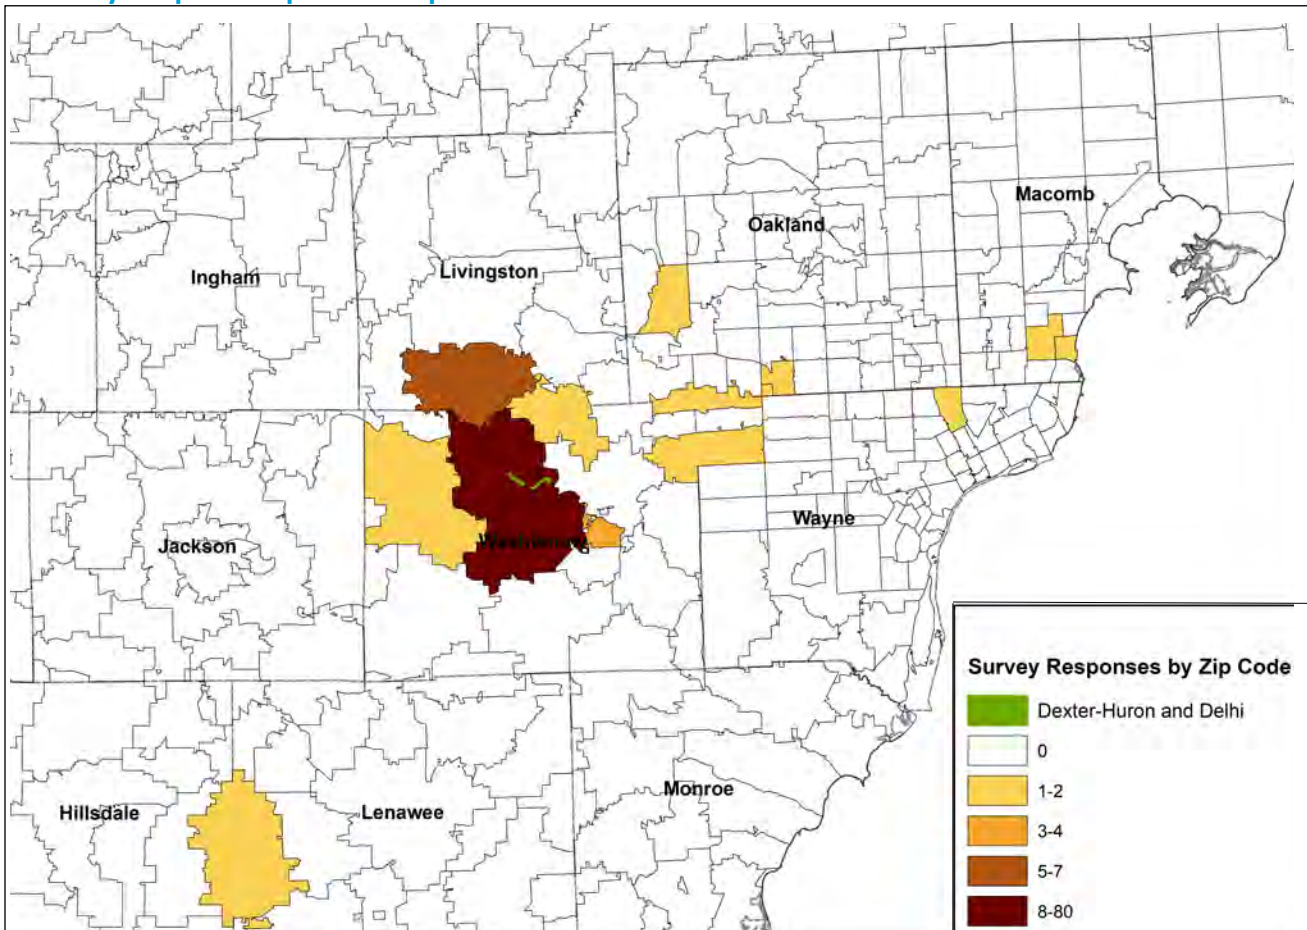 Macomb
Oakland
Livingston
Ingham
Wayne
Washtenaw
Jackson
Monroe
Hillsdale
Lenawee
Survey Responses by Zip Code
Dexter-Huron and Delhi
0
1-2
3-4
5-7
8-80